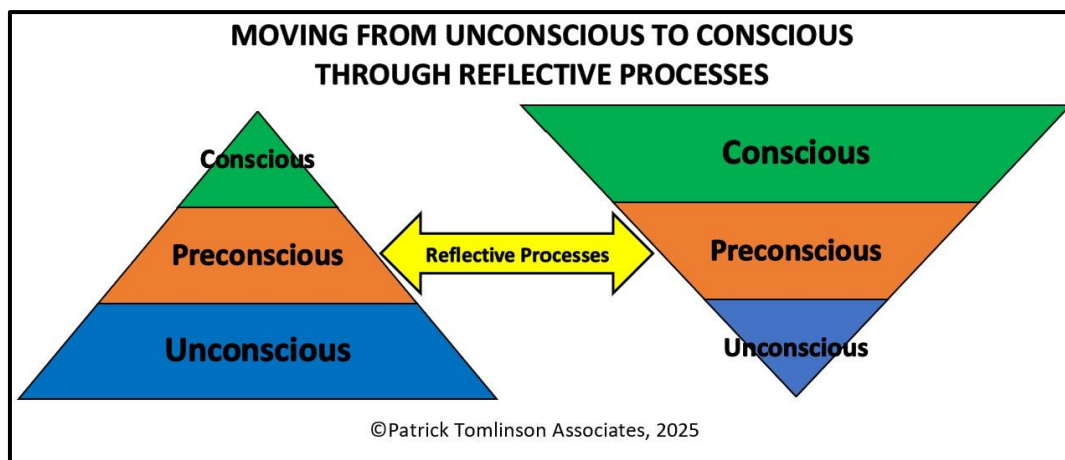 MOVING FROM UNCONSCIOUS TO CONSCIOUS
THROUGH REFLECTIVE PROCESSES
Conscious
Preconscious
Unconscious
Reflective Processes
Conscious
Preconscious
Unconscious
©Patrick Tomlinson Associates, 2025